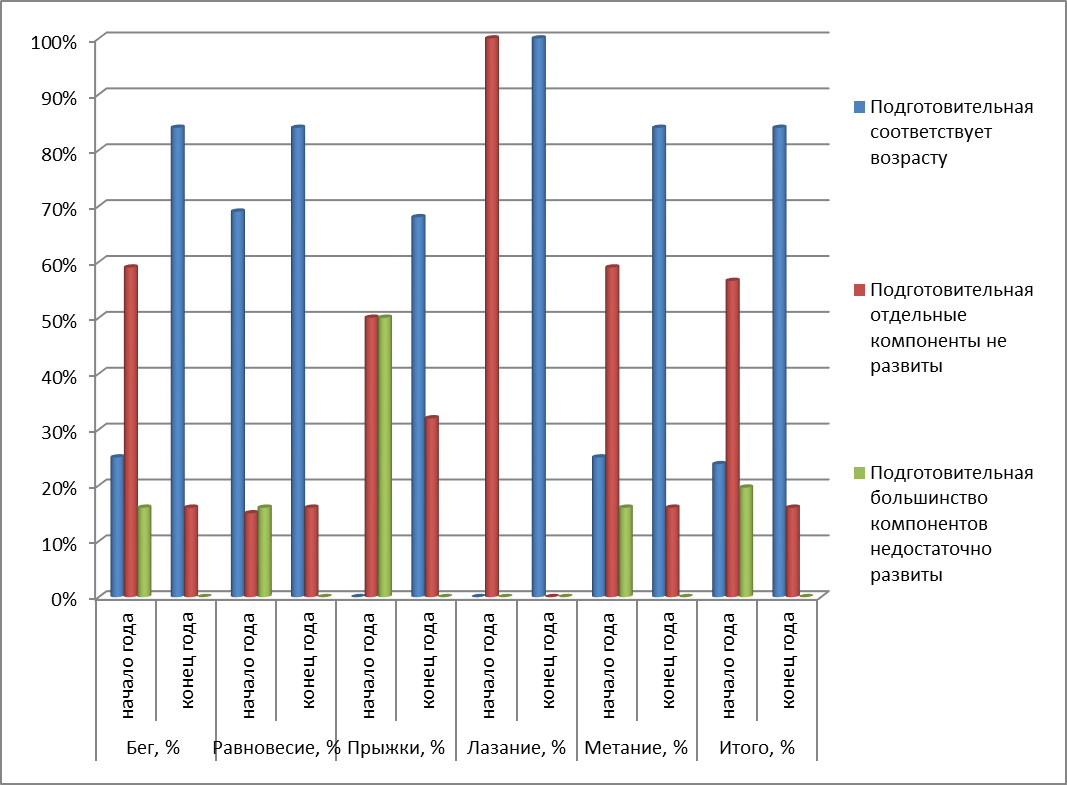 100%
90%
80%
70%
60%
50%
40%
30%
20%
10%
0%
начало года
конец года
начало года
конец года
начало года
конец года
начало года
конец года
начало года
конец года
начало года
конец года
Бег, %
Равновесие, %
Прыжки, %
Лазание, %
Метание, %
Итого, %
Подготовительная
соответствует
возрасту
Подготовительная
отдельные
компоненты не
развиты
Подготовительная
большинство
компонентов
недостаточно
развиты